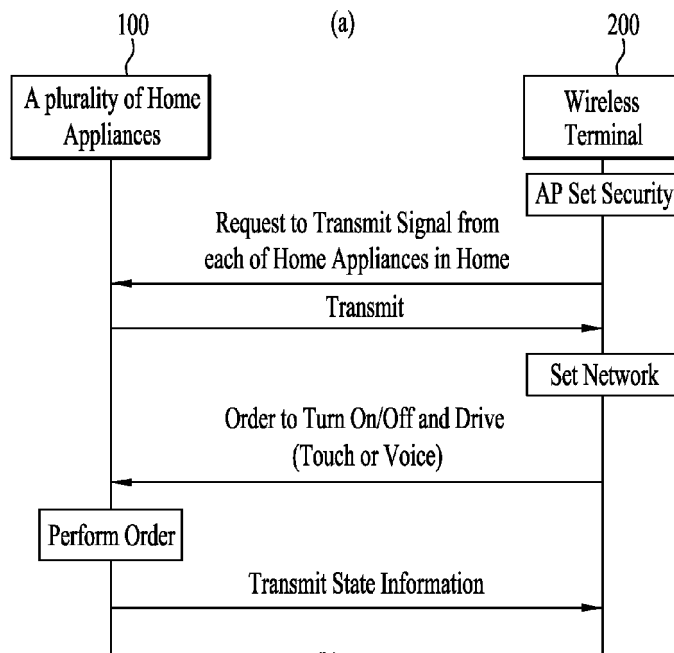 100
(a)
200
A plurality of Home
Appliances
Wireless
Terminal
AP Set Security
Request to Transmit Signal from
each of Home Appliances in Home
Transmit
Set Network
Order to Turn On/Off and Drive
(Touch or Voice)
Perform Order
Transmit State Information